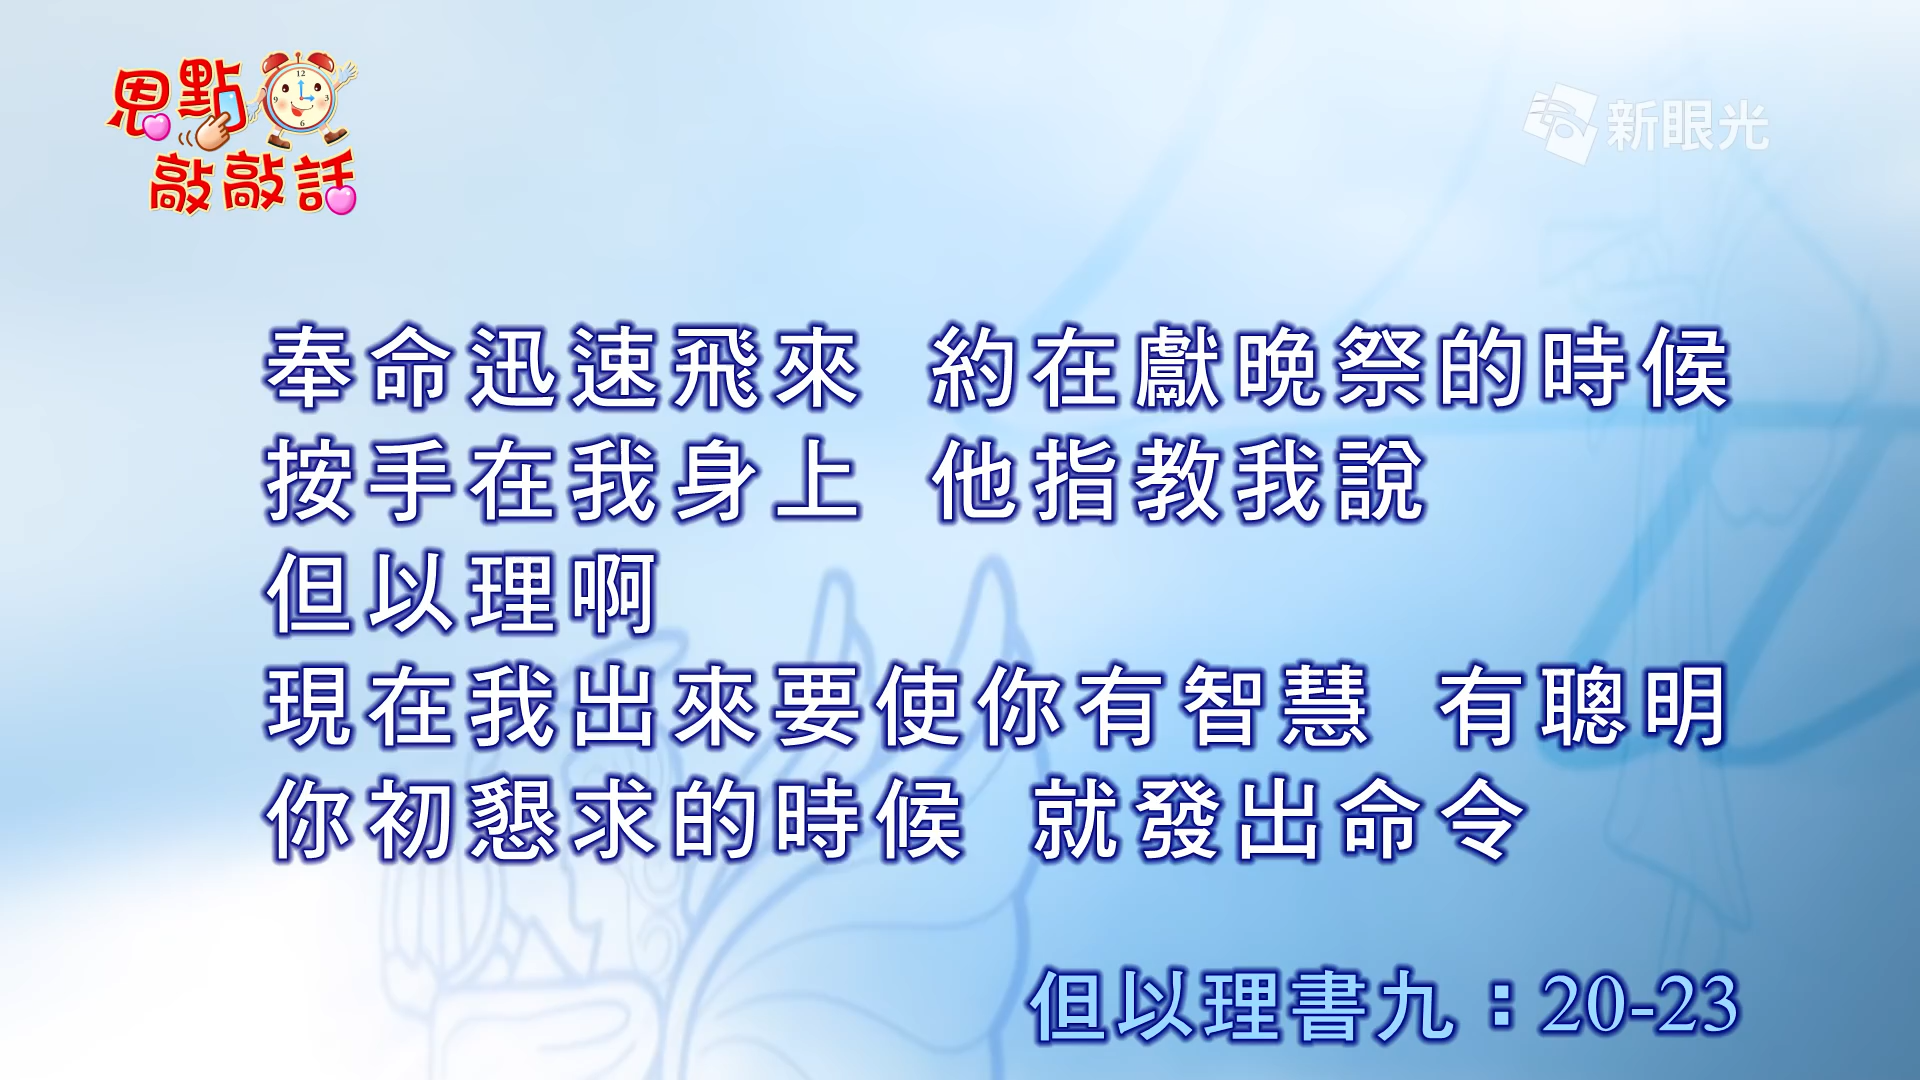 恩點
敲敲話
新眼光
奉命迅速飛來 約在獻晚祭的時候
按手在我身上 他指教我說
但以理啊
現在我出來要使你有智慧 有聰明
你初懇求的時候 就發出命令
但以理書九：20-23